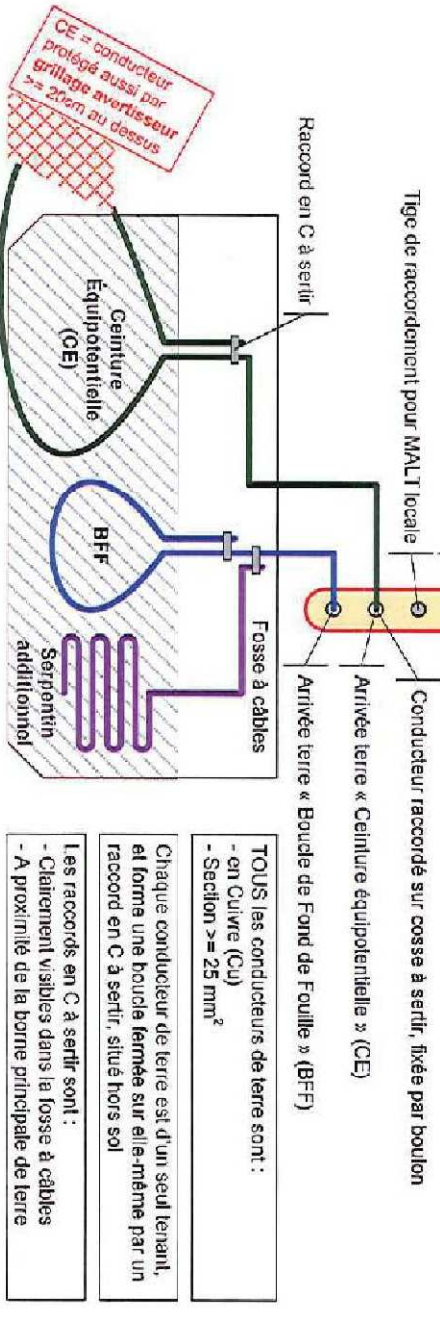 Tige de raccordement pour MALT locale
Conducteur raccordé sur cosse à sertir, fixée par boulon
Arrivée terre « Ceinture équipotentielle » (CE)
Arrivée terre « Boucle de Fond de Fouille » (BFF)
Raccord en C à sertir
Fosse à câbles
CE = conducteur
protégé aussi par
grillage avertisseur
>= 20cm au dessus
Ceinture
Équipotentielle
(CE)
BFF
Serpentin
additionnel
TOUS les conducteurs de terre sont :
- en Cuivre (Cu)
- Section >= 25 mm²
Chaque conducteur de terre est d'un seul tenant,
et forme une boucle fermée sur elle-même par un
raccord en C à sertir, situé hors sol
Les raccords en C à sertir sont :
- Clairement visibles dans la fosse à câbles
- A proximité de la borne principale de terre